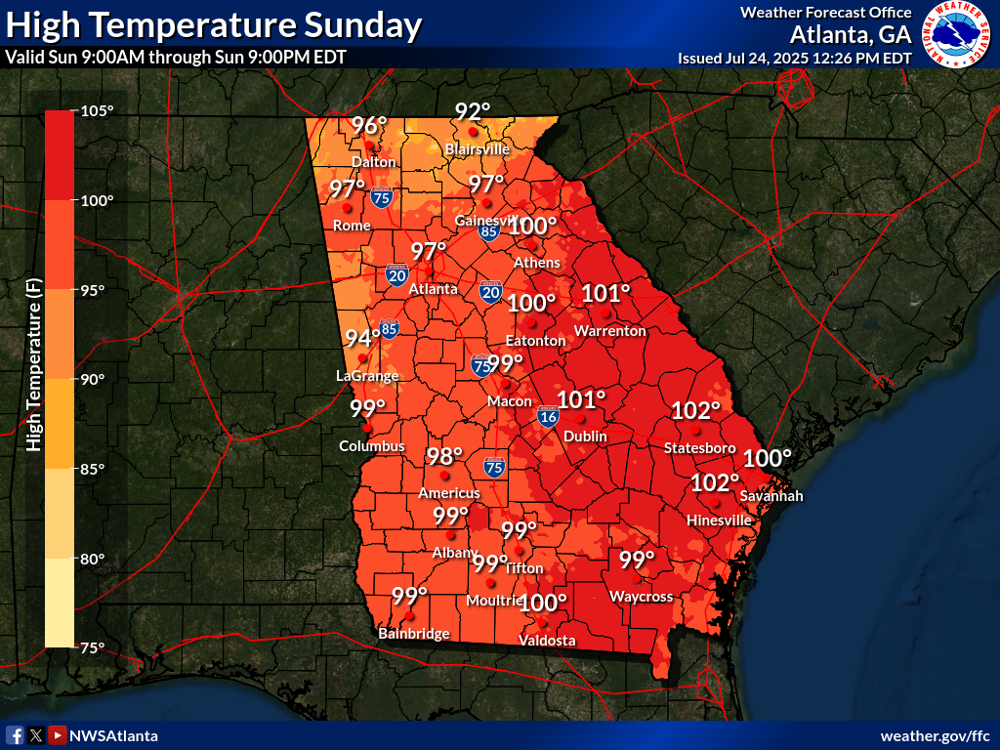 High Temperature Sunday
Valid Sun 9:00AM through Sun 9:00PM EDT
Weather Forecast Office
Atlanta, GA
Issued Jul 24, 2025 12:26 PM EDT
NATIONAL WEATHER SERVICE
High Temperature (F)
105°
100°
95°
90°
85°
80°
75°
92°
Blairsville
96°
Dalton
97°
Rome
75
97°
Gainesville
85
100°
Athens
97°
Atlanta
20
20
100°
Eatonton
101°
Warrenton
85
94°
LaGrange
75
99°
Macon
99°
Columbus
16
101°
Dublin
102°
Statesboro
98°
Americus
75
100°
Savannah
102°
Hinesville
99°
Albany
99°
Tifton
99°
Moultrie
99°
Waycross
99°
Bainbridge
100°
Valdosta
NWSAtlanta
weather.gov/ffc